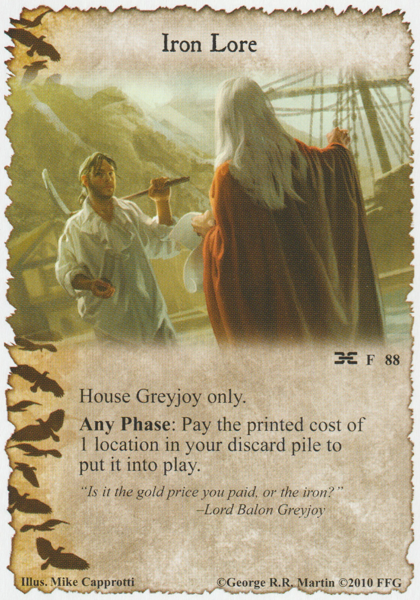 Iron Lore
F 88
House Greyjoy only.
Any Phase: Pay the printed cost of
1 location in your discard pile to
put it into play.
“Is it the gold price you paid, or the iron?”
–Lord Balon Greyjoy
Illus. Mike Capprotti ©George R.R. Martin ©2010 FFG